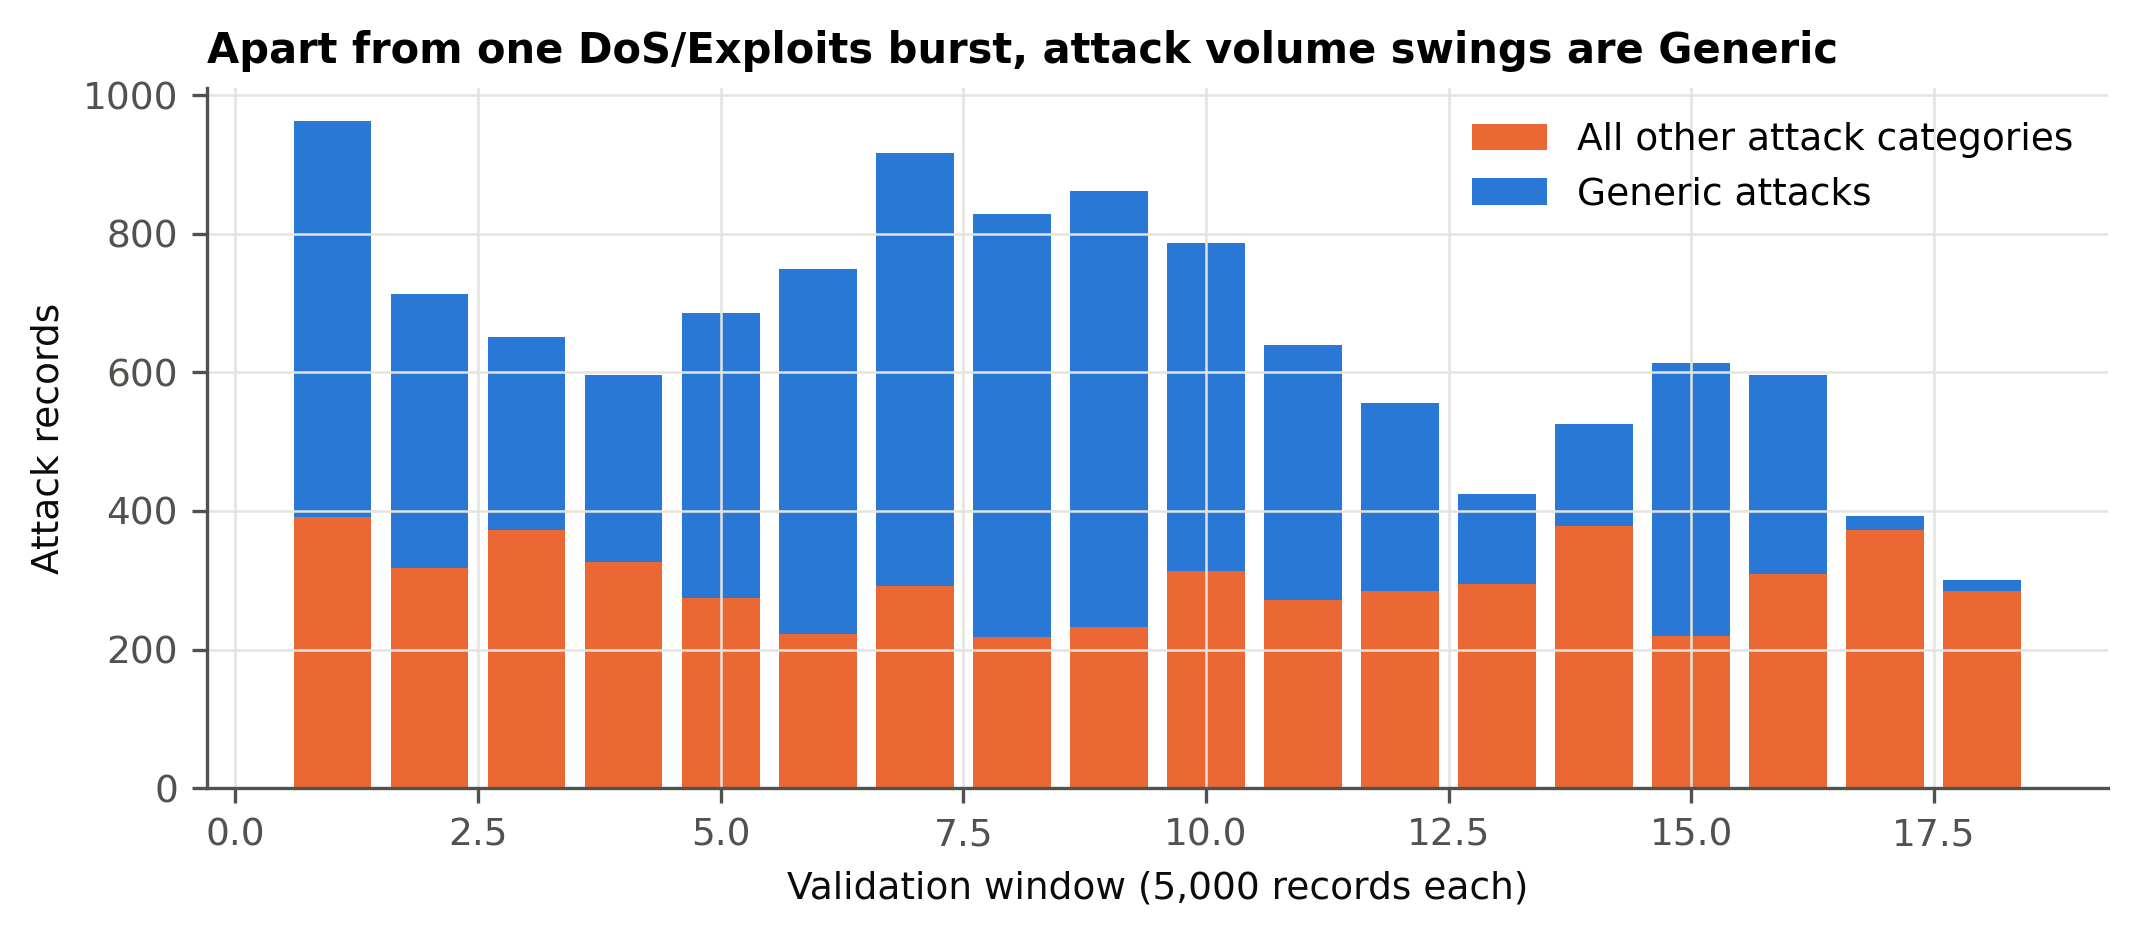 Apart from one DoS/Exploits burst, attack volume swings are Generic
1000
800
600
400
200
0
Attack records
All other attack categories
Generic attacks
0.0 2.5 5.0 7.5 10.0 12.5 15.0 17.5
Validation window (5,000 records each)